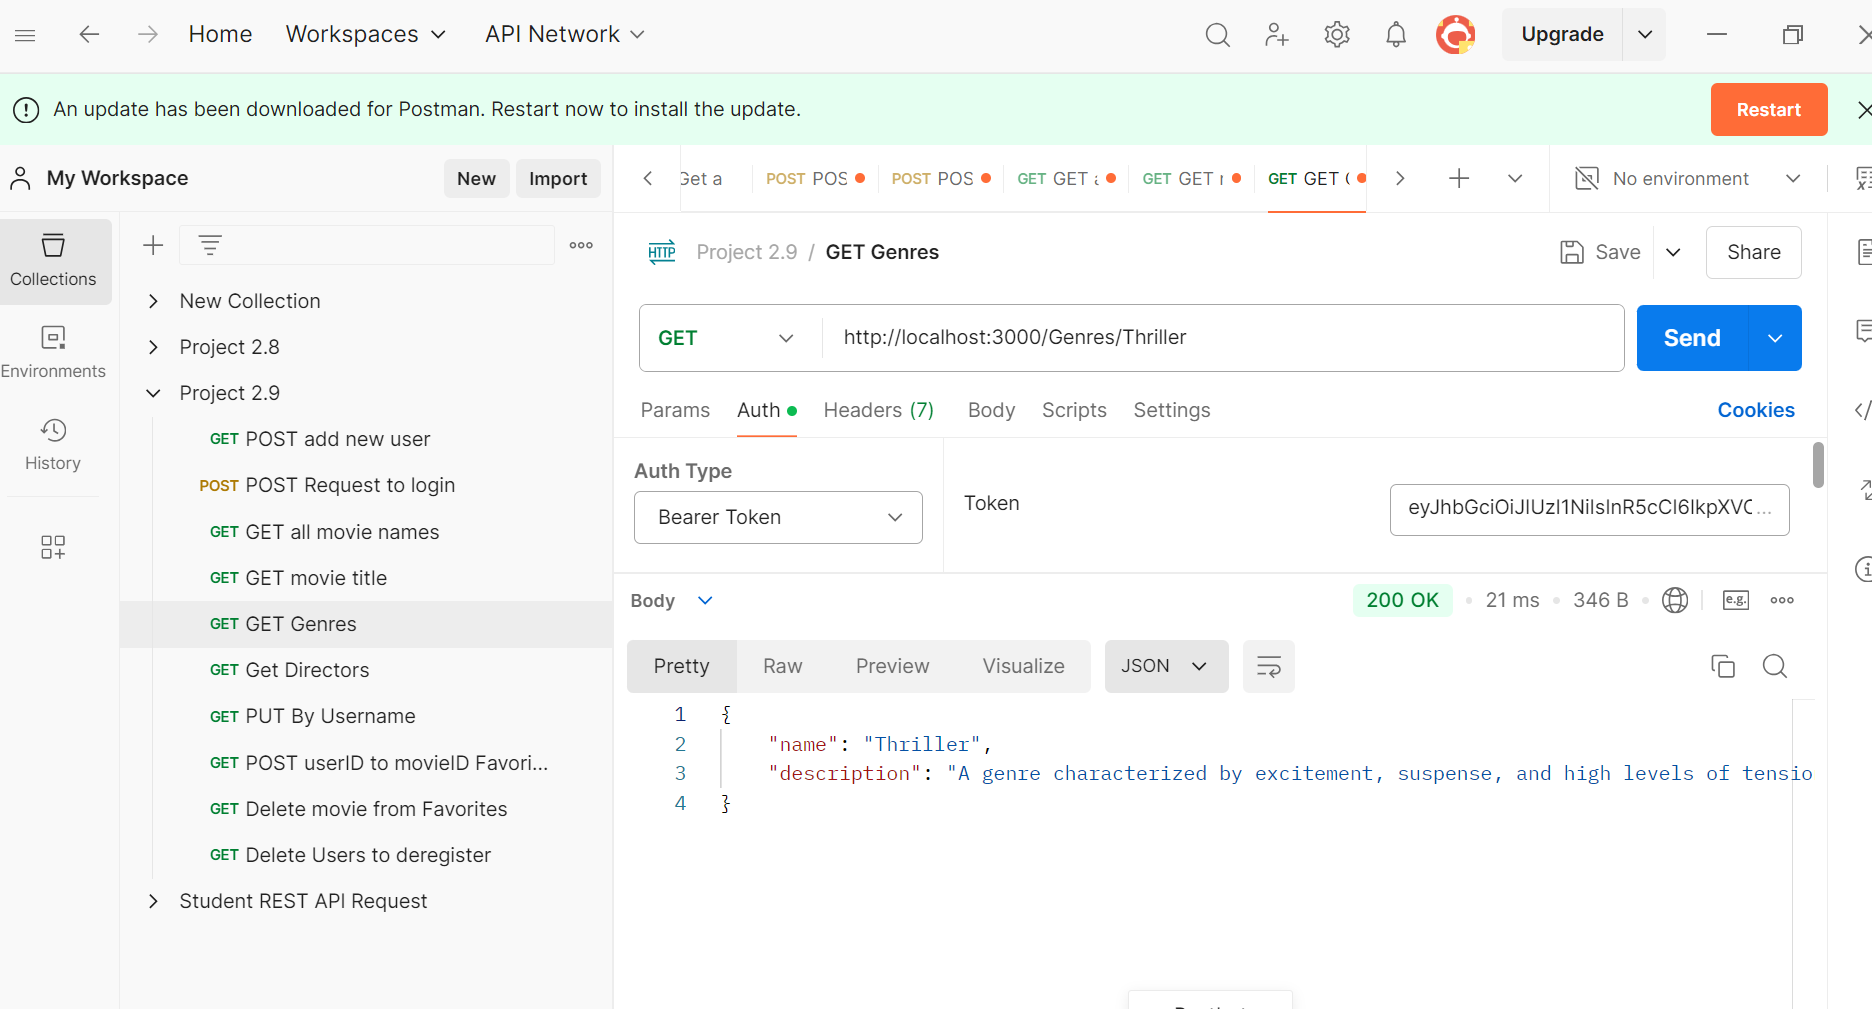 Home Workspaces API Network Upgrade
An update has been downloaded for Postman. Restart now to install the update. Restart
My Workspace New Import
Get a POST POS POST POS GET GET GET GET GET GET No environment
Collections
Environments
History
New Collection
Project 2.8
Project 2.9
GET POST add new user
POST POST Request to login
GET GET all movie names
GET GET movie title
GET GET Genres
GET Get Directors
GET PUT By Username
GET POST userID to movieID Favori...
GET Delete movie from Favorites
GET Delete Users to deregister
Student REST API Request
HTTP Project 2.9 / GET Genres Save Share
GET http://localhost:3000/Genres/Thriller Send
Params Auth Headers (7) Body Scripts Settings Cookies
Auth Type
Bearer Token
Token
Body 200 OK 21 ms 346 B e.g.
Pretty Raw Preview Visualize JSON
1 {
2 "name": "Thriller",
3 "description": "A genre characterized by excitement, suspense, and high levels of tensio
4 }